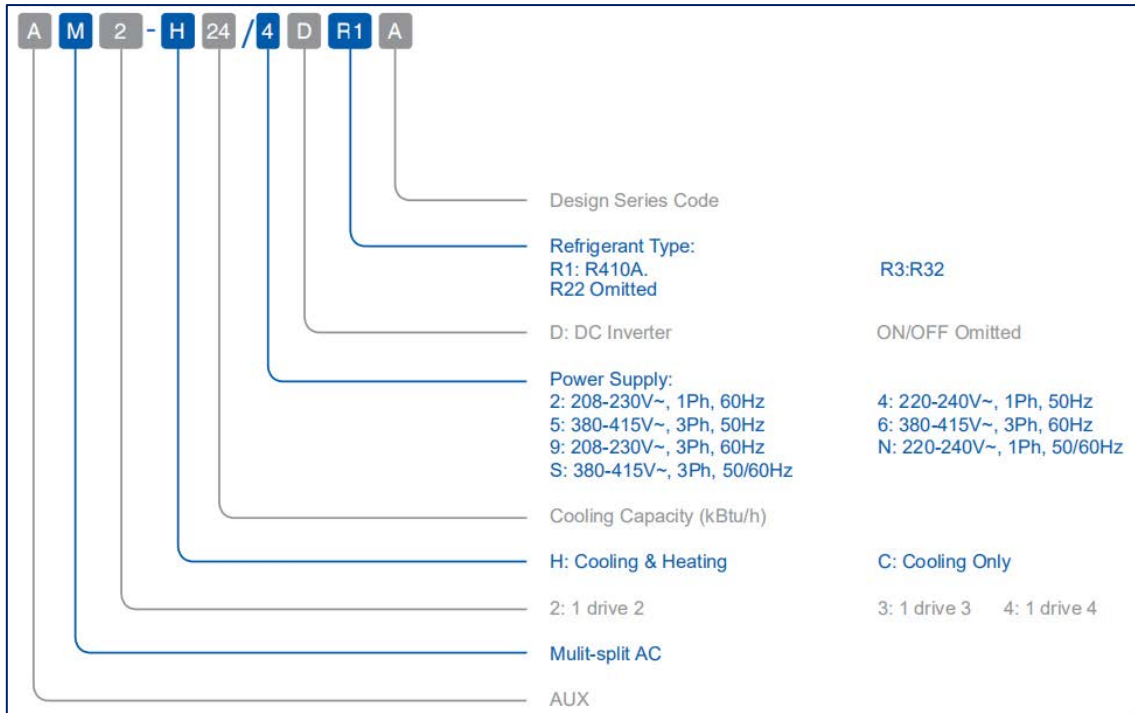 A M 2 - H 24 / 4 D R1 A
Design Series Code
Refrigerant Type:
R1: R410A. R3:R32
R22 Omitted
D: DC Inverter ON/OFF Omitted
Power Supply:
2: 208-230V~, 1Ph, 60Hz 4: 220-240V~, 1Ph, 50Hz
5: 380-415V~, 3Ph, 50Hz 6: 380-415V~, 3Ph, 60Hz
9: 208-230V~, 3Ph, 60Hz N: 220-240V~, 1Ph, 50/60Hz
S: 380-415V~, 3Ph, 50/60Hz
Cooling Capacity (kBtu/h)
H: Cooling & Heating C: Cooling Only
2: 1 drive 2 3: 1 drive 3 4: 1 drive 4
Mulit-split AC
AUX